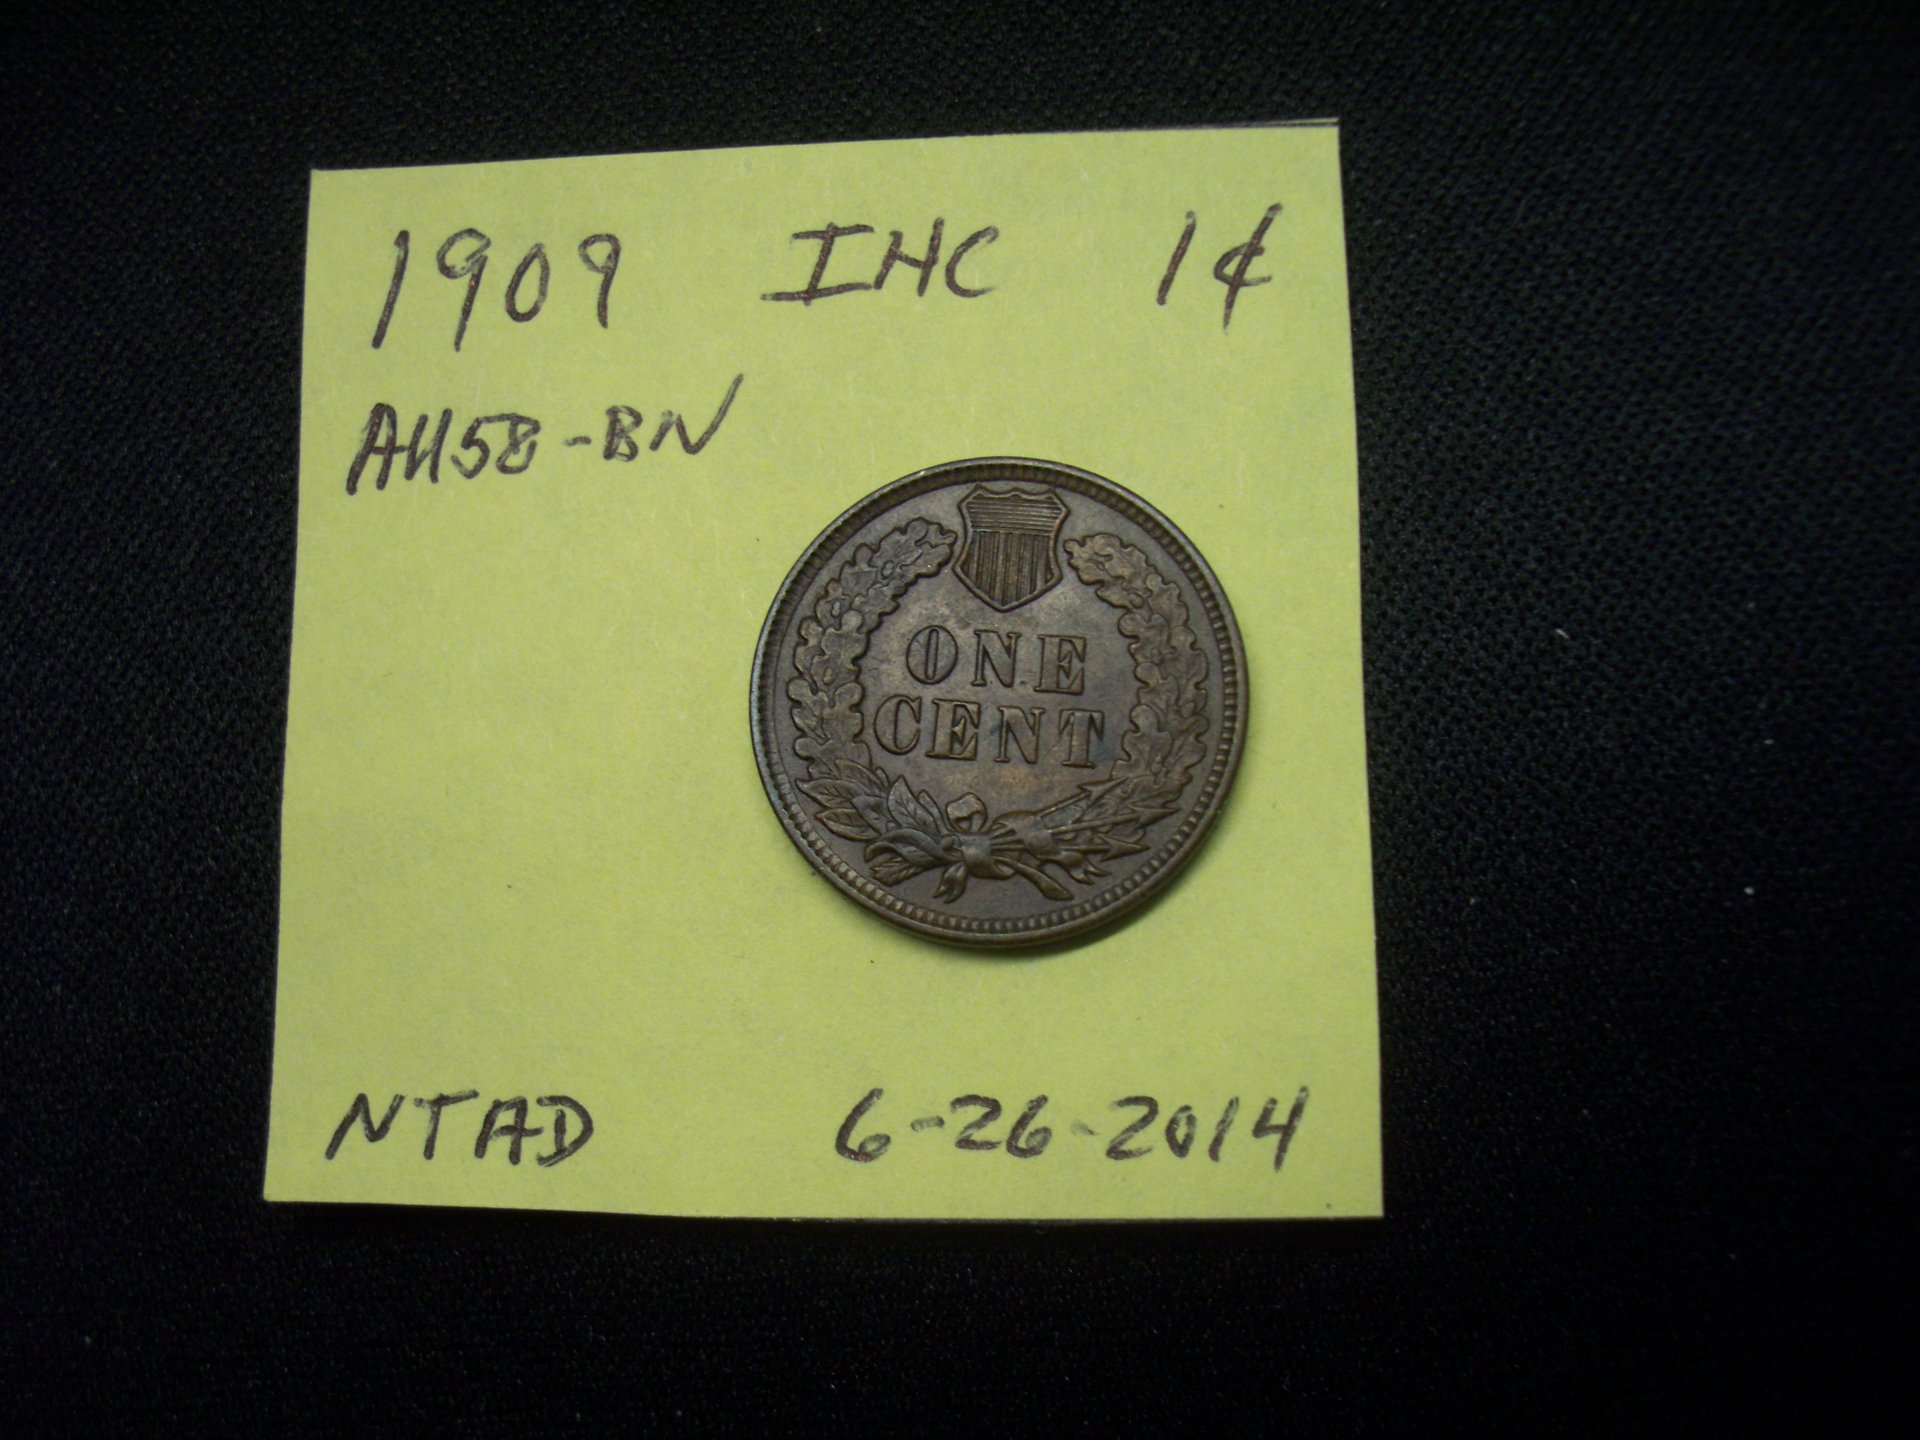 1909 IHC 1¢
AU58-BN
ONE
CENT
NTAD 6-26-2014